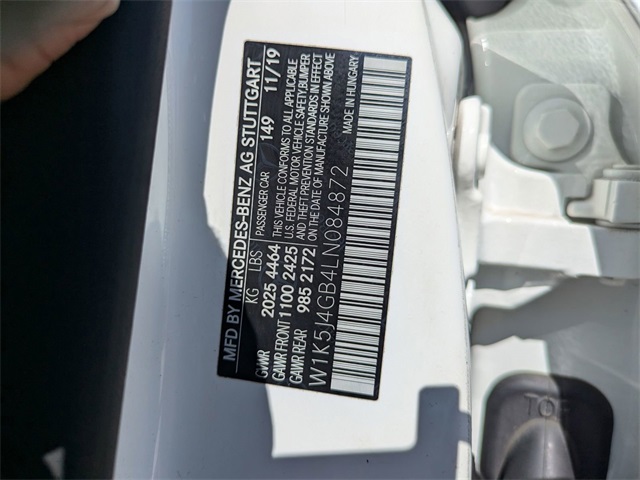 MFD BY MERCEDES-BENZ AG STUTTGART
KG LBS PASSENGER CAR 149 11/19
GVWR 2025 4464 THIS VEHICLE CONFORMS TO ALL APPLICABLE
GAWR FRONT 1100 2425 U.S. FEDERAL MOTOR VEHICLE SAFETY, BUMPER
GAWR REAR 985 2172 AND THEFT PREVENTION STANDARDS IN EFFECT
ON THE DATE OF MANUFACTURE SHOWN ABOVE
W1K5J4GB4LN084872 MADE IN HUNGARY
TO